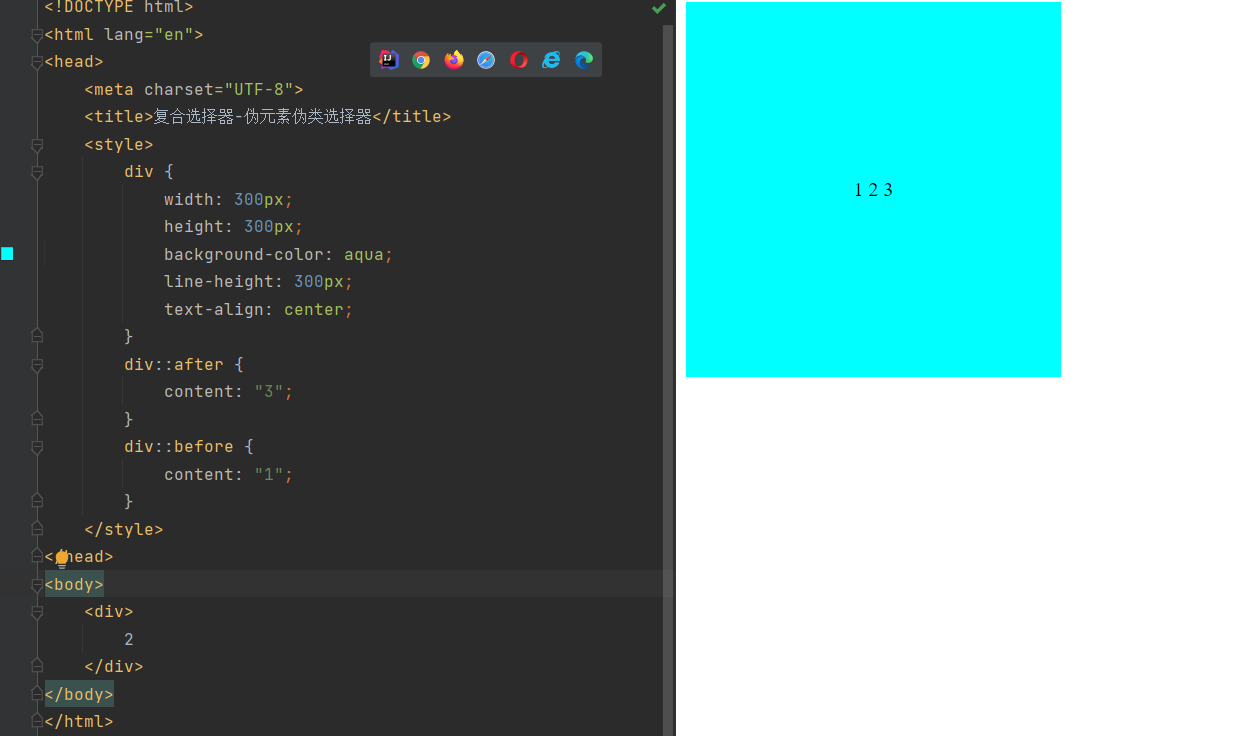 <!DOCTYPE html>
<html lang="en">
<head>
    <meta charset="UTF-8">
    <title>复合选择器-伪元素伪类选择器</title>
    <style>
        div {
            width: 300px;
            height: 300px;
            background-color: aqua;
            line-height: 300px;
            text-align: center;
        }
        div::after {
            content: "3";
        }
        div::before {
            content: "1";
        }
    </style>
</head>
<body>
    <div>
        2
    </div>
</body>
</html>
1 2 3